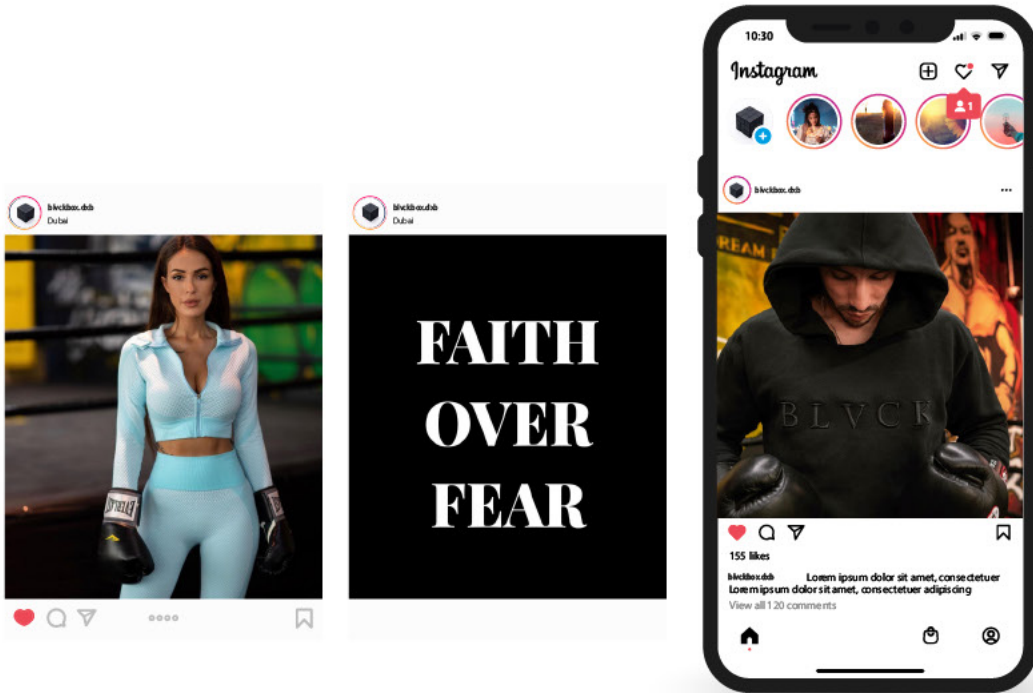 blvckbox.dxb
Dubai
EVERLAST
blvckbox.dxb
Dubai
FAITH
OVER
FEAR
10:30
Instagram
1
blvckbox.dxb
REAM
BLVCK
155 likes
blvckbox.dxb Lorem ipsum dolor sit amet, consectetuer
Lorem ipsum dolor sit amet, consectetuer adipiscing
View all 120 comments